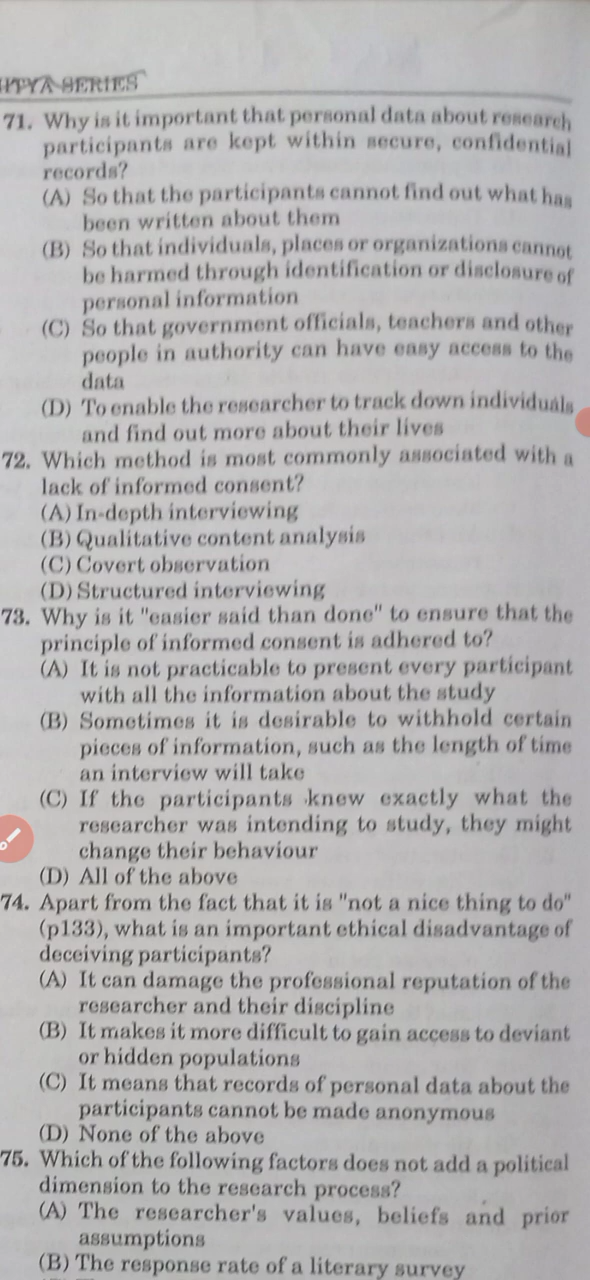 SERIES
71. Why is it important that personal data about research
participants are kept within secure, confidential
records?
(A) So that the participants cannot find out what has
been written about them
(B) So that individuals, places or organizations cannot
be harmed through identification or disclosure of
personal information
(C) So that government officials, teachers and other
people in authority can have easy access to the
data
(D) To enable the researcher to track down individuals
and find out more about their lives
72. Which method is most commonly associated with a
lack of informed consent?
(A) In-depth interviewing
(B) Qualitative content analysis
(C) Covert observation
(D) Structured interviewing
73. Why is it "easier said than done" to ensure that the
principle of informed consent is adhered to?
(A) It is not practicable to present every participant
with all the information about the study
(B) Sometimes it is desirable to withhold certain
pieces of information, such as the length of time
an interview will take
(C) If the participants knew exactly what the
researcher was intending to study, they might
change their behaviour
(D) All of the above
74. Apart from the fact that it is "not a nice thing to do"
(p133), what is an important ethical disadvantage of
deceiving participants?
(A) It can damage the professional reputation of the
researcher and their discipline
(B) It makes it more difficult to gain access to deviant
or hidden populations
(C) It means that records of personal data about the
participants cannot be made anonymous
(D) None of the above
75. Which of the following factors does not add a political
dimension to the research process?
(A) The researcher's values, beliefs and prior
assumptions
(B) The response rate of a literary survey